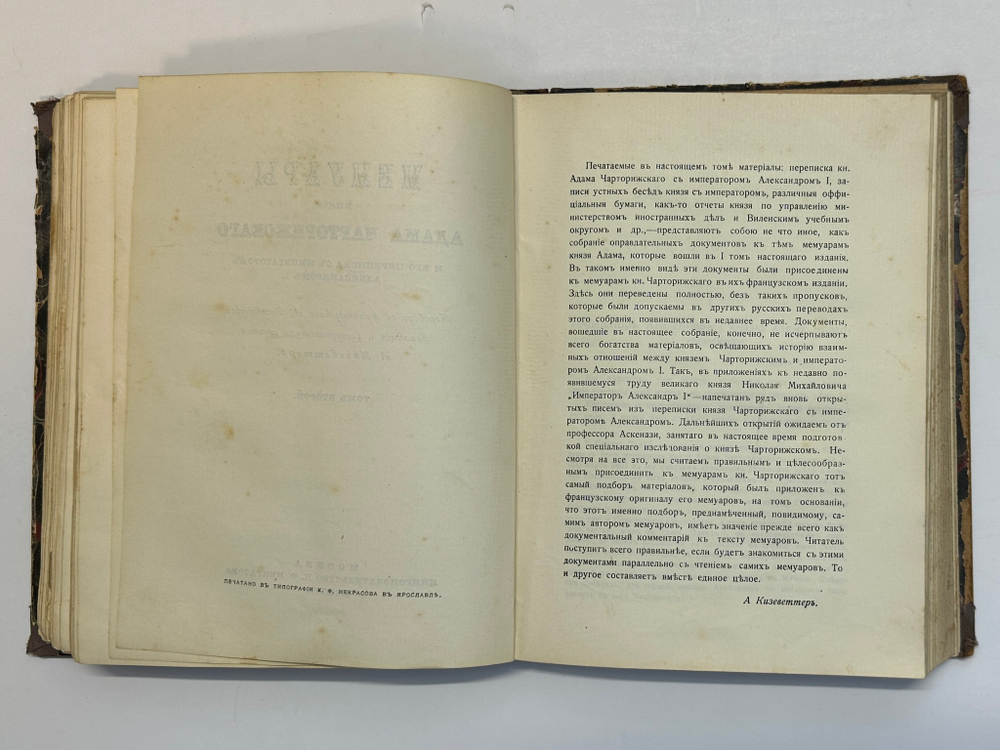 ПЕЧАТАНО ВЪ ТИПОГРАФІИ К. Ф. НЕКРАСОВА ВЪ ЯРОСЛАВЛѢ.
Печатаемые въ настоящемъ томѣ матеріалы: переписка кн.
Адама Чарторижскаго съ императоромъ Александромъ I, за-
писи устныхъ бесѣдъ князя съ императоромъ, различныя оффи-
ціальныя бумаги, какъ-то отчеты князя по управленію ми-
нистерствомъ иностранныхъ дѣлъ и Виленскимъ учебнымъ
округомъ и др.,—представляютъ собою не что иное, какъ
собраніе оправдательныхъ документовъ къ тѣмъ мемуарамъ
князя Адама, которые вошли въ I томъ настоящаго изданія.
Въ такомъ именно видѣ эти документы были присоединены
къ мемуарамъ кн. Чарторижскаго въ ихъ французскомъ изданіи.
Здѣсь они переведены полностью, безъ такихъ пропусковъ,
которые были допускаемы въ другихъ русскихъ переводахъ
этого собранія, появившихся въ недавнее время. Документы,
вошедшіе въ настоящее собраніе, конечно, не исчерпываютъ
всего богатства матеріаловъ, освѣщающихъ исторію взаим-
ныхъ отношеній между княземъ Чарторижскимъ и императо-
ромъ Александромъ I. Такъ, въ приложеніяхъ къ недавно по-
явившемуся труду великаго князя Николая Михайловича
„Императоръ Александръ I“—напечатанъ рядъ вновь откры-
тыхъ писемъ изъ переписки князя Чарторижскаго съ импе-
раторомъ Александромъ. Дальнѣйшихъ открытій ожидаемъ отъ
профессора Аскенази, занятаго въ настоящее время подготов
кой спеціальнаго изслѣдованія о князѣ Чарторижскомъ. Не-
смотря на все это, мы считаемъ правильнымъ и цѣлесообраз-
нымъ присоединить къ мемуарамъ кн. Чарторижскаго тотъ
самый подборъ матеріаловъ, который былъ приложенъ къ
французскому оригиналу его мемуаровъ, на томъ основаніи,
что этотъ именно подборъ, преднамѣченный, повидимому, са-
мимъ авторомъ мемуаровъ, имѣетъ значеніе прежде всего какъ
документальный комментарій къ тексту мемуаровъ. Читатель
поступитъ всего правильнѣе, если будетъ знакомиться съ этими
документами параллельно съ чтеніемъ самихъ мемуаровъ. То
и другое составляетъ вмѣстѣ единое цѣлое.
А Кизеветтеръ.